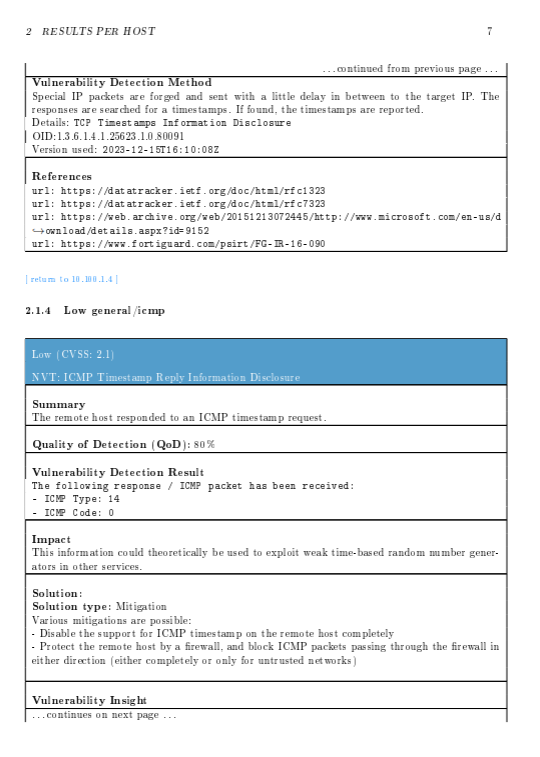 2 RESULTS PER HOST 7
...continued from previous page ...
Vulnerability Detection Method
Special IP packets are forged and sent with a little delay in between to the target IP. The
responses are searched for a timestamps. If found, the timestamps are reported.
Details: TCP Timestamps Information Disclosure
OID:1.3.6.1.4.1.25623.1.0.80091
Version used: 2023-12-15T16:10:08Z
References
url: https://datatracker.ietf.org/doc/html/rfc1323
url: https://datatracker.ietf.org/doc/html/rfc7323
url: https://web.archive.org/web/20151213072445/http://www.microsoft.com/en-us/d
↪ownload/details.aspx?id=9152
url: https://www.fortiguard.com/psirt/FG-IR-16-090
[ return to 10.100.1.4 ]
2.1.4 Low general/icmp
Low (CVSS: 2.1)
NVT: ICMP Timestamp Reply Information Disclosure
Summary
The remote host responded to an ICMP timestamp request.
Quality of Detection (QoD): 80%
Vulnerability Detection Result
The following response / ICMP packet has been received:
- ICMP Type: 14
- ICMP Code: 0
Impact
This information could theoretically be used to exploit weak time-based random number gener-
ators in other services.
Solution:
Solution type: Mitigation
Various mitigations are possible:
- Disable the support for ICMP timestamp on the remote host completely
- Protect the remote host by a firewall, and block ICMP packets passing through the firewall in
either direction (either completely or only for untrusted networks)
Vulnerability Insight
...continues on next page ...